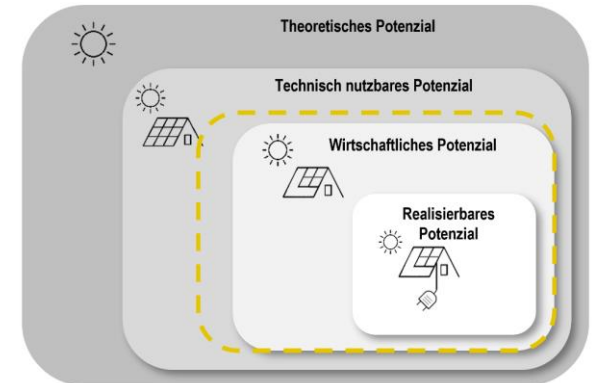 Theoretisches Potenzial
Technisch nutzbares Potenzial
Wirtschaftliches Potenzial
Realisierbares
Potenzial